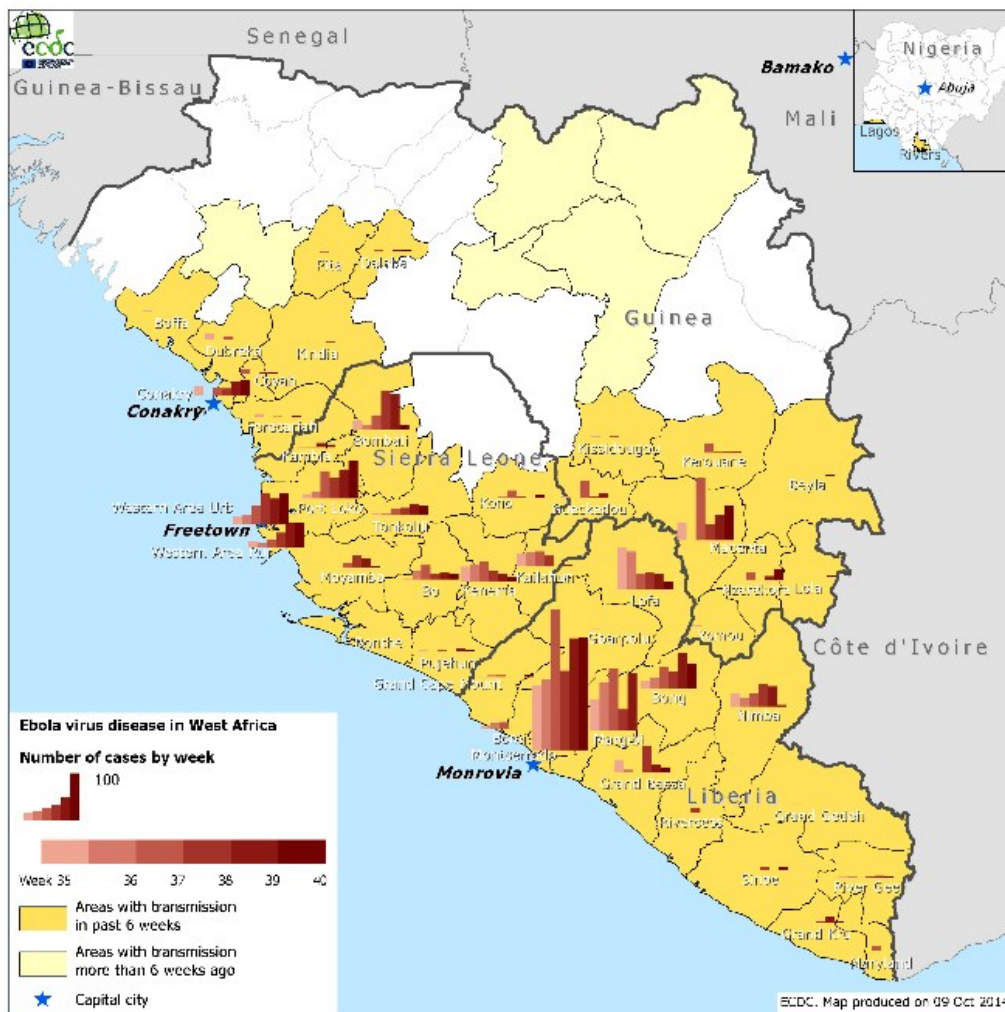 ecdc
Senegal
Guinea-Bissau
Bamako
Mali
Nigeria
Abuja
Lagos
Rivers
Pita
Dalaba
Boffa
Dubreka
Kindia
Guinea
Coyah
Conakry
Conakry
Forecariah
Kambia
Bombali
Sierra Leone
Kissidougou
Kerouane
Beyla
Western Area Urb
Port Loko
Kono
Gueckedou
Freetown
Tonkolili
Western Area Rur
Macenta
Moyamba
Bo
Kenema
Kailahun
Lofa
Nzerekore
Lola
Bonthe
Gbarpolu
Yomou
Côte d'Ivoire
Pujehun
Grand Cape Mount
Bong
Nimba
Bomi
Montserrado
Margibi
Monrovia
Grand Bassa
Liberia
Rivercess
Grand Gedeh
Sinoe
River Gee
Grand Kru
Maryland
Ebola virus disease in West Africa
Number of cases by week
100
Week 35 36 37 38 39 40
Areas with transmission
in past 6 weeks
Areas with transmission
more than 6 weeks ago
Capital city
ECDC. Map produced on 09 Oct 2014